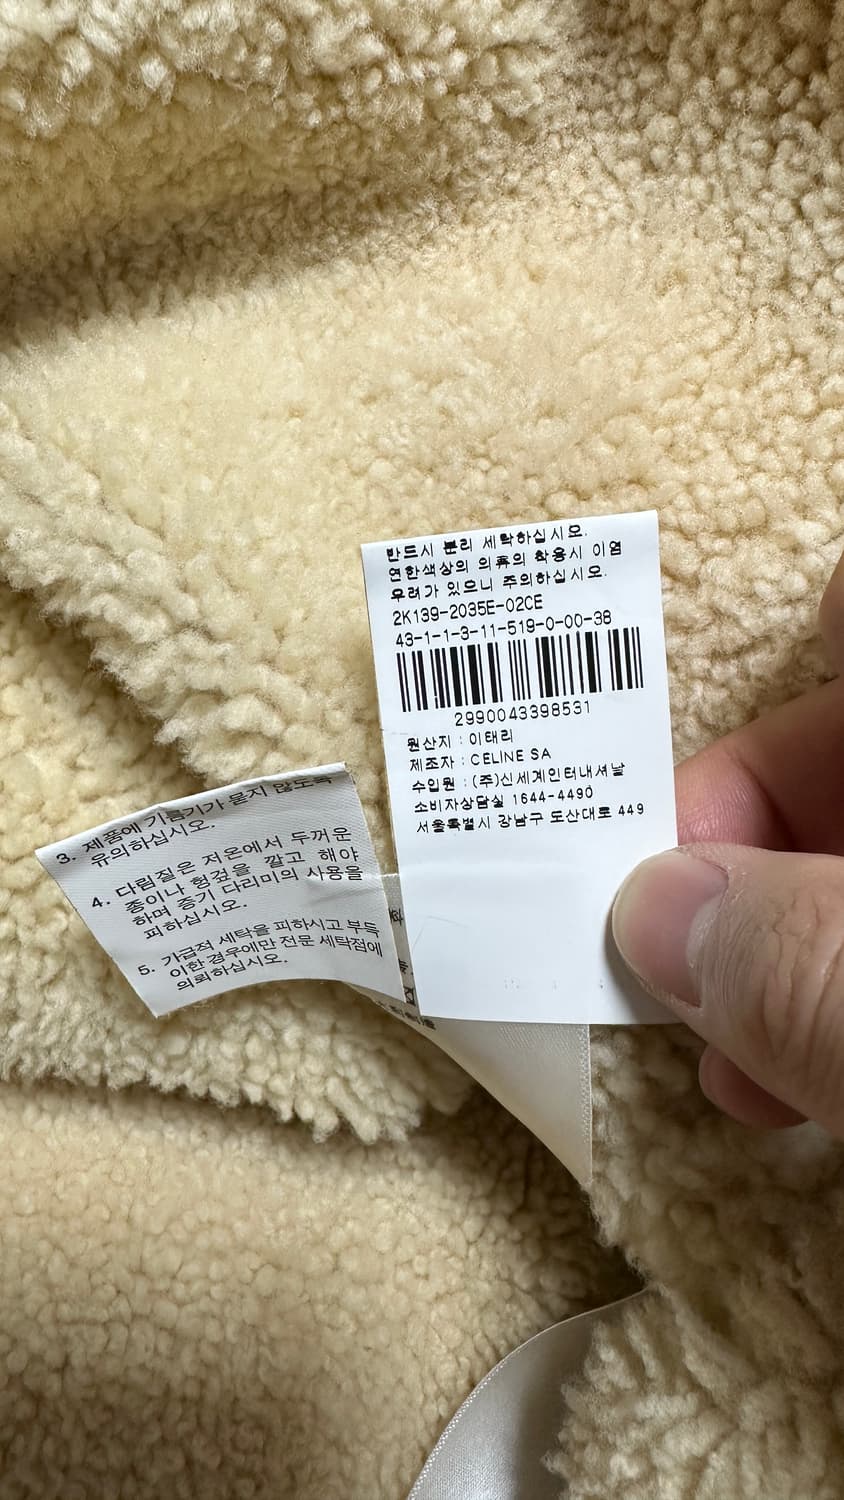 반드시 분리 세탁하십시오.
연한색상의 의류의 착용시 이염
우려가 있으니 주의하십시오.
2K139-2035E-02CE
43-1-1-3-11-519-0-00-38
2990043398531
원산지 : 이태리
제조자 : CELINE SA
수입원 : (주)신세계인터내셔날
소비자상담실 1644-4490
서울특별시 강남구 도산대로 449
3. 제품에 기름기가 묻지 않도록
유의하십시오.
4. 다림질은 저온에서 두꺼운
종이나 헝겊을 깔고 해야
하며 증기 다리미의 사용을
피하십시오.
5. 가급적 세탁을 피하시고 부득
이한 경우에만 전문 세탁점에
의뢰하십시오.